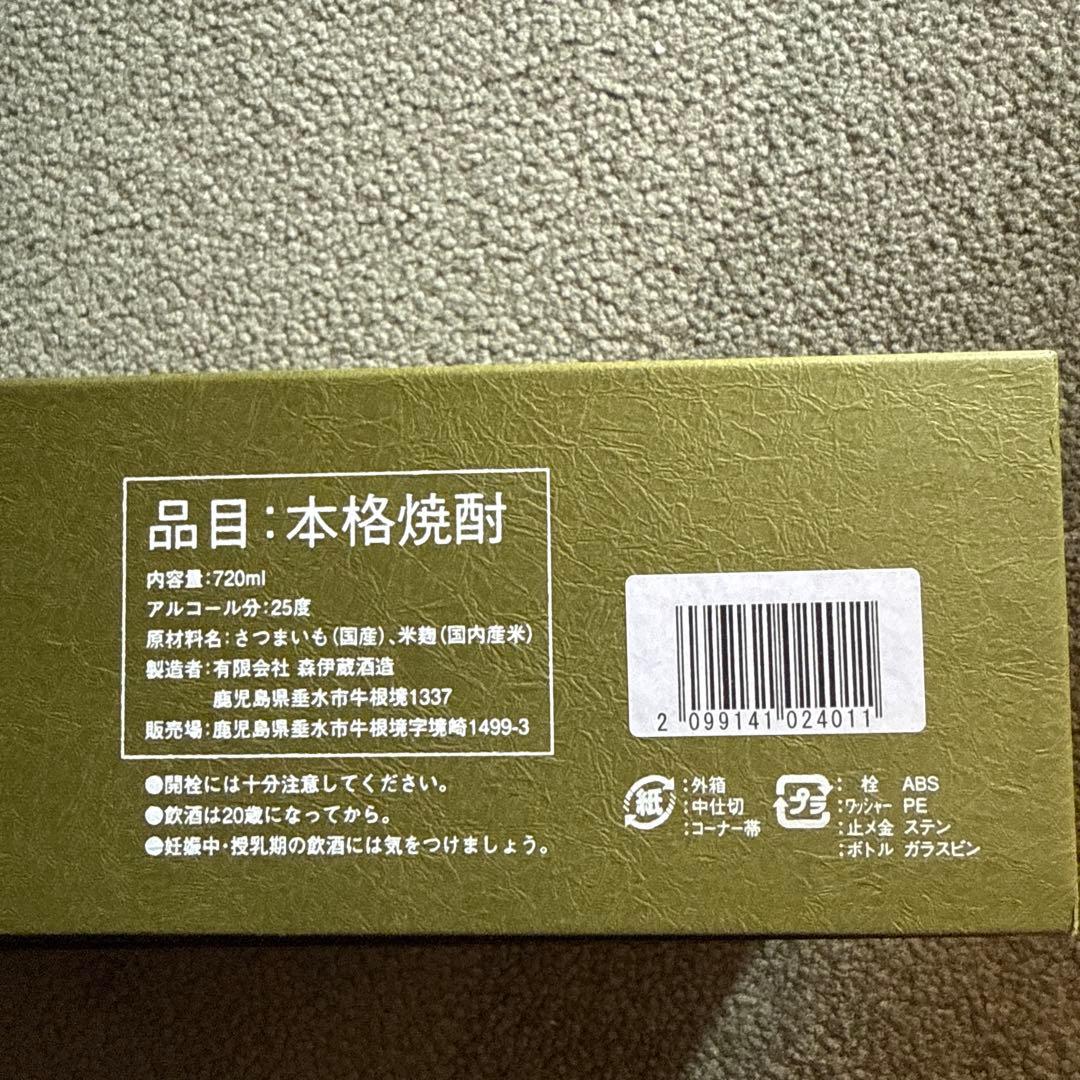 品目:本格焼酎
内容量:720ml
アルコール分:25度
原材料名:さつまいも(国産)、米麹(国内産米)
製造者:有限会社 森伊蔵酒造
鹿児島県垂水市牛根境1337
販売場:鹿児島県垂水市牛根境字境崎1499-3
●開栓には十分注意してください。
●飲酒は20歳になってから。
●妊娠中・授乳期の飲酒には気をつけましょう。
2 099141 024011
紙 :外箱
:中仕切
:コーナー帯
プラ : 栓 ABS
:ワッシャー PE
:止メ金 ステン
:ボトル ガラスビン